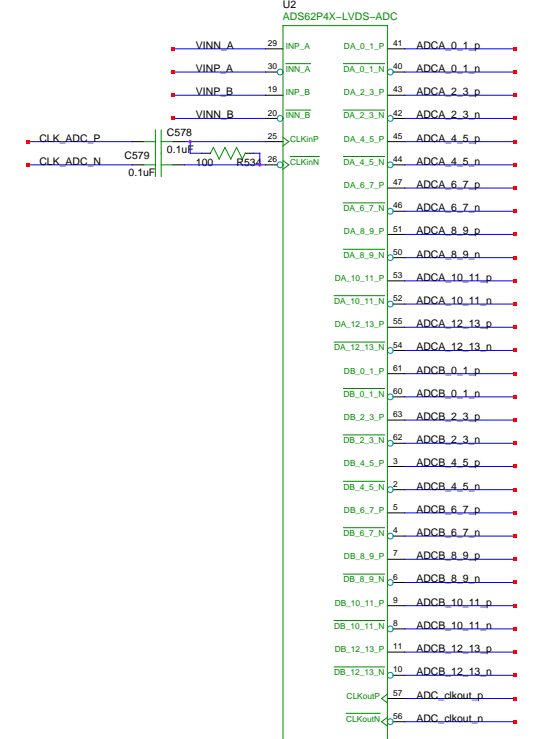 U2
ADS62P4X-LVDS-ADC
VINN_A 29 INP_A DA_0_1_P 41 ADCA_0_1_p
VINP_A 30 INN_A DA_0_1_N 40 ADCA_0_1_n
VINP_B 19 INP_B DA_2_3_P 43 ADCA_2_3_p
VINN_B 20 INN_B DA_2_3_N 42 ADCA_2_3_n
CLK_ADC_P C578 0.1uF 25 CLKinP DA_4_5_P 45 ADCA_4_5_p
CLK_ADC_N C579 0.1uF 100 R534 26 CLKinN DA_4_5_N 44 ADCA_4_5_n
DA_6_7_P 47 ADCA_6_7_p
DA_6_7_N 46 ADCA_6_7_n
DA_8_9_P 51 ADCA_8_9_p
DA_8_9_N 50 ADCA_8_9_n
DA_10_11_P 53 ADCA_10_11_p
DA_10_11_N 52 ADCA_10_11_n
DA_12_13_P 55 ADCA_12_13_p
DA_12_13_N 54 ADCA_12_13_n
DB_0_1_P 61 ADCB_0_1_p
DB_0_1_N 60 ADCB_0_1_n
DB_2_3_P 63 ADCB_2_3_p
DB_2_3_N 62 ADCB_2_3_n
DB_4_5_P 3 ADCB_4_5_p
DB_4_5_N 2 ADCB_4_5_n
DB_6_7_P 5 ADCB_6_7_p
DB_6_7_N 4 ADCB_6_7_n
DB_8_9_P 7 ADCB_8_9_p
DB_8_9_N 6 ADCB_8_9_n
DB_10_11_P 9 ADCB_10_11_p
DB_10_11_N 8 ADCB_10_11_n
DB_12_13_P 11 ADCB_12_13_p
DB_12_13_N 10 ADCB_12_13_n
CLKoutP 57 ADC_clkout_p
CLKoutN 56 ADC_clkout_n